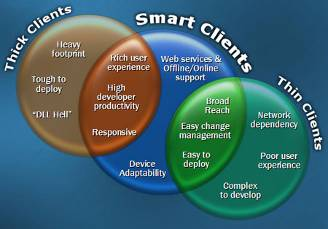 Thick Clients
Smart Clients
Thin Clients
Heavy
footprint
Tough to
deploy
"DLL Hell"
Rich user
experience
High
developer
productivity
Responsive
Web services &
Offline/Online
support
Device
Adaptability
Broad
Reach
Easy change
management
Easy to
deploy
Network
dependency
Poor user
experience
Complex
to develop